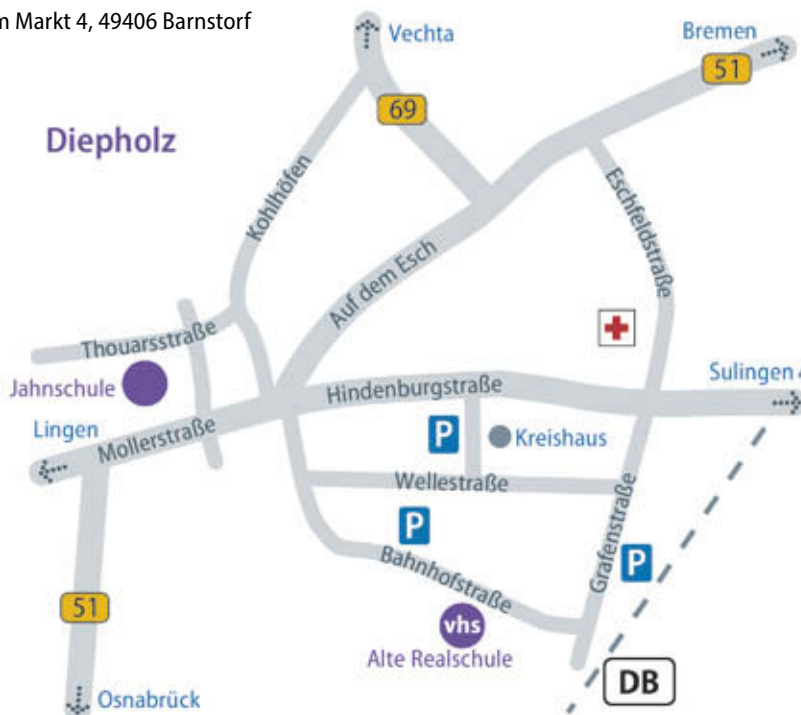 m Markt 4, 49406 Barnstorf
Vechta
Bremen
51
69
Diepholz
Kohlhöfen
Eschfeldstraße
Auf dem Esch
Thouarsstraße
Jahnschule
Hindenburgstraße
Sulingen
Lingen
Mollerstraße
P
Kreishaus
Wellestraße
P
Grafenstraße
P
Bahnhofstraße
51
vhs
Alte Realschule
DB
Osnabrück